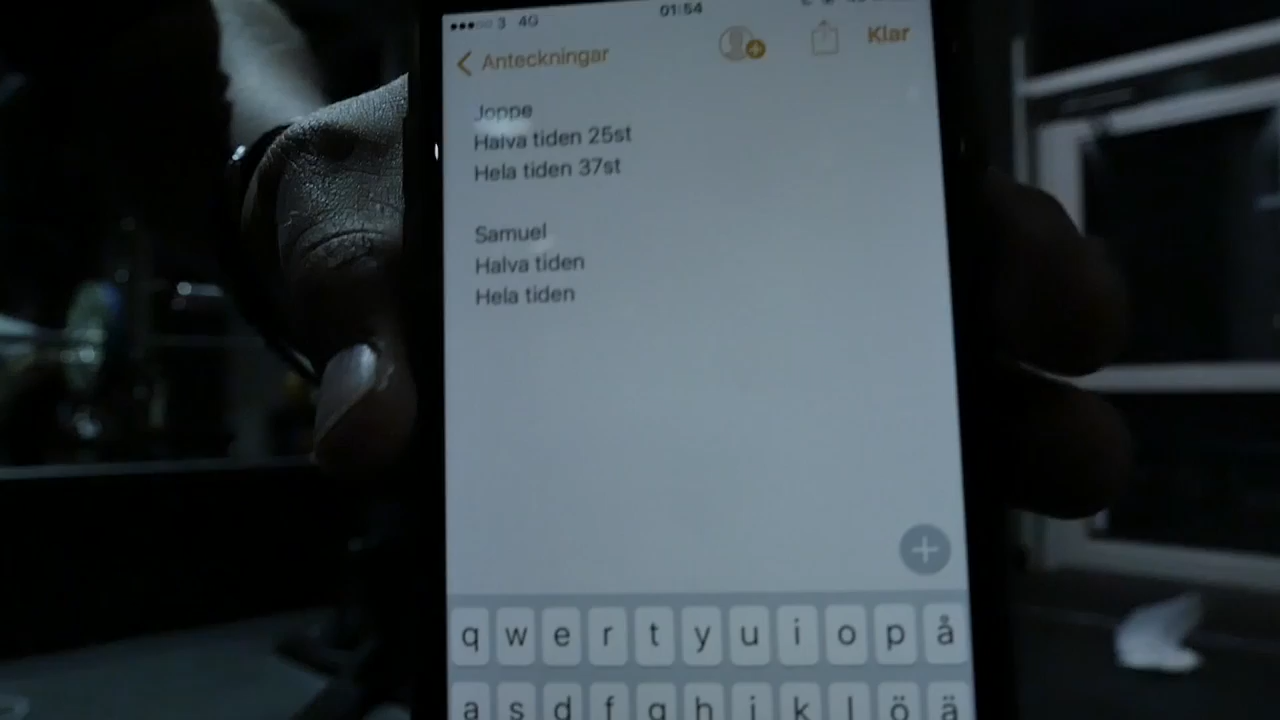 3 4G 01:54
Anteckningar Klar
Joppe
Halva tiden 25st
Hela tiden 37st
Samuel
Halva tiden
Hela tiden
q w e r t y u i o p å
a s d f g h j k l ö ä